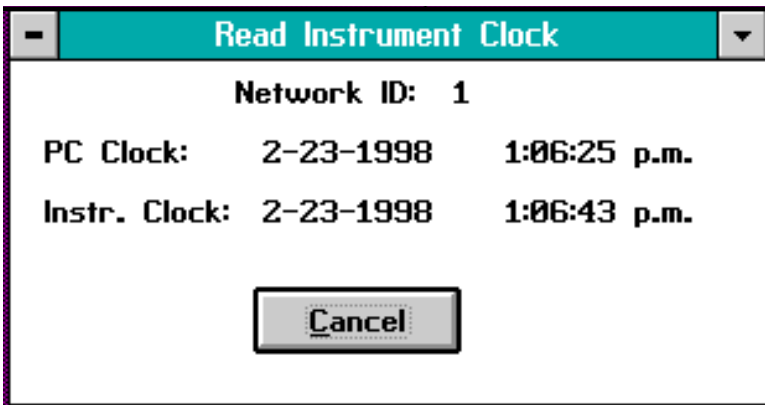 Read Instrument Clock
Network ID: 1
PC Clock: 2-23-1998 1:06:25 p.m.
Instr. Clock: 2-23-1998 1:06:43 p.m.
Cancel